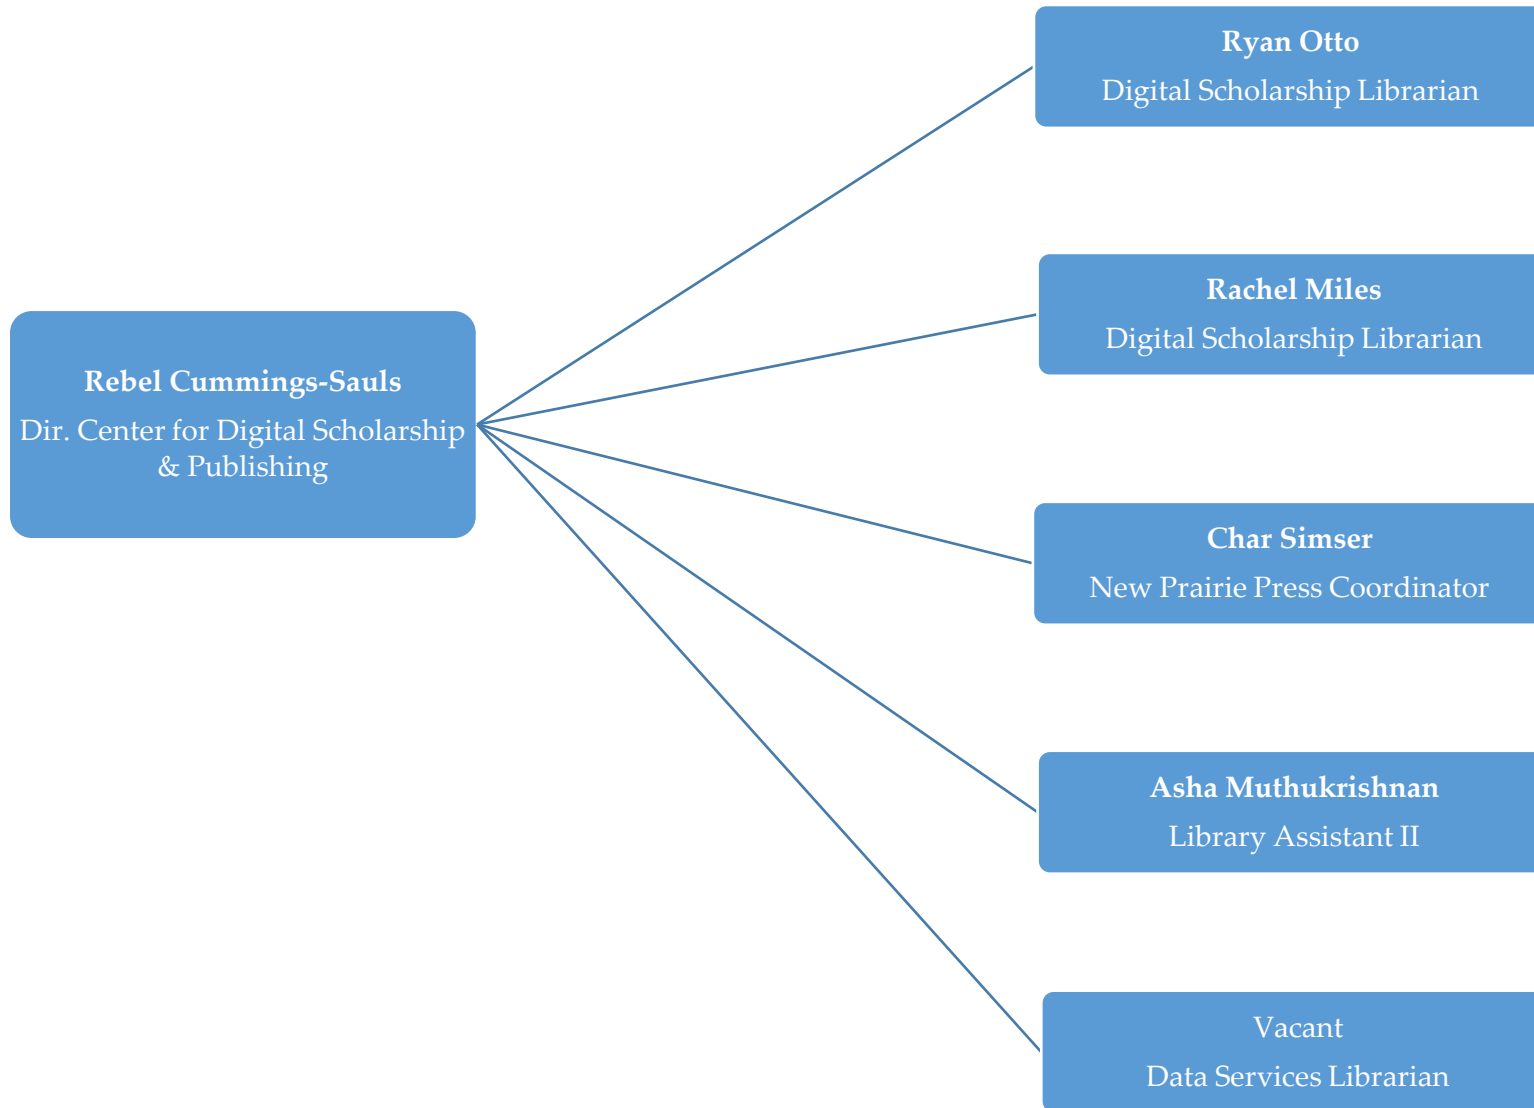 Ryan Otto
Digital Scholarship Librarian
Rachel Miles
Digital Scholarship Librarian
Rebel Cummings-Sauls
Dir. Center for Digital Scholarship
& Publishing
Char Simser
New Prairie Press Coordinator
Asha Muthukrishnan
Library Assistant II
Vacant
Data Services Librarian